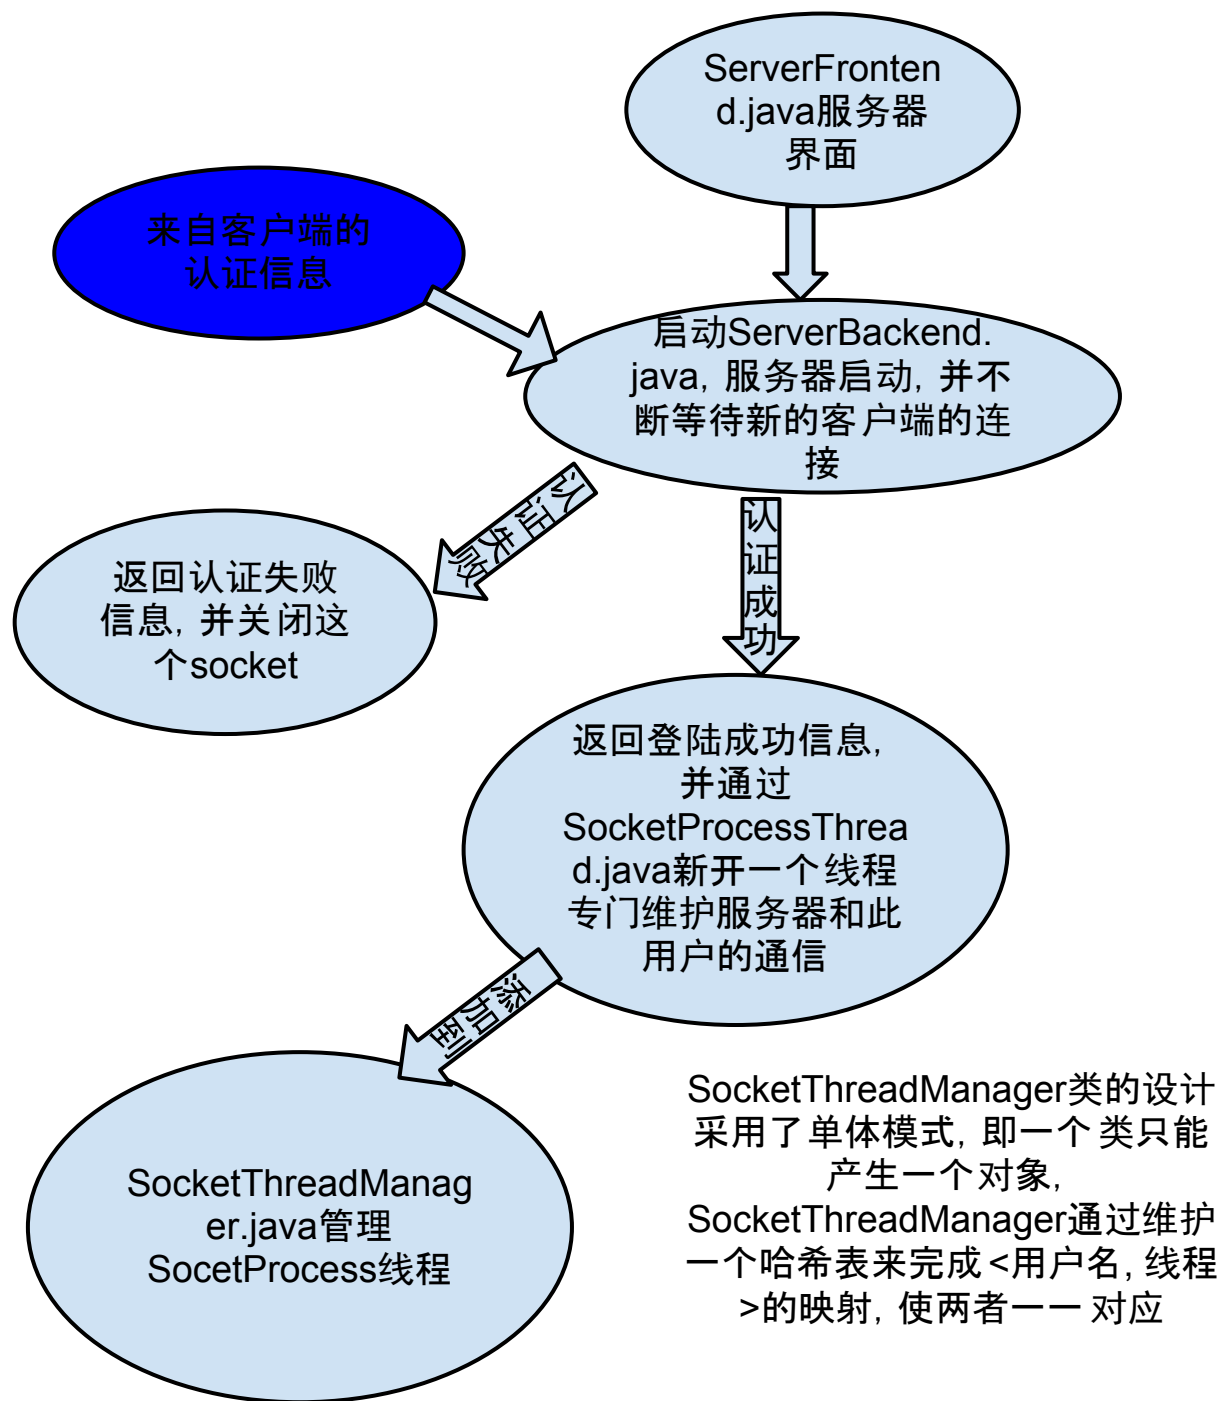 ServerFronten
d.java服务器
界面
来自客户端的
认证信息
启动ServerBackend.
java, 服务器启动, 并不
断等待新的客户端的连
接
认证失败
认证成功
返回认证失败
信息, 并关闭这
个socket
返回登陆成功信息,
并通过
SocketProcessThrea
d.java新开一个线程
专门维护服务器和此
用户的通信
添加到
SocketThreadManag
er.java管理
SocetProcess线程
SocketThreadManager类的设计
采用了单体模式, 即一个类只能
产生一个对象,
SocketThreadManager通过维护
一个哈希表来完成<用户名, 线程
>的映射, 使两者一一对应